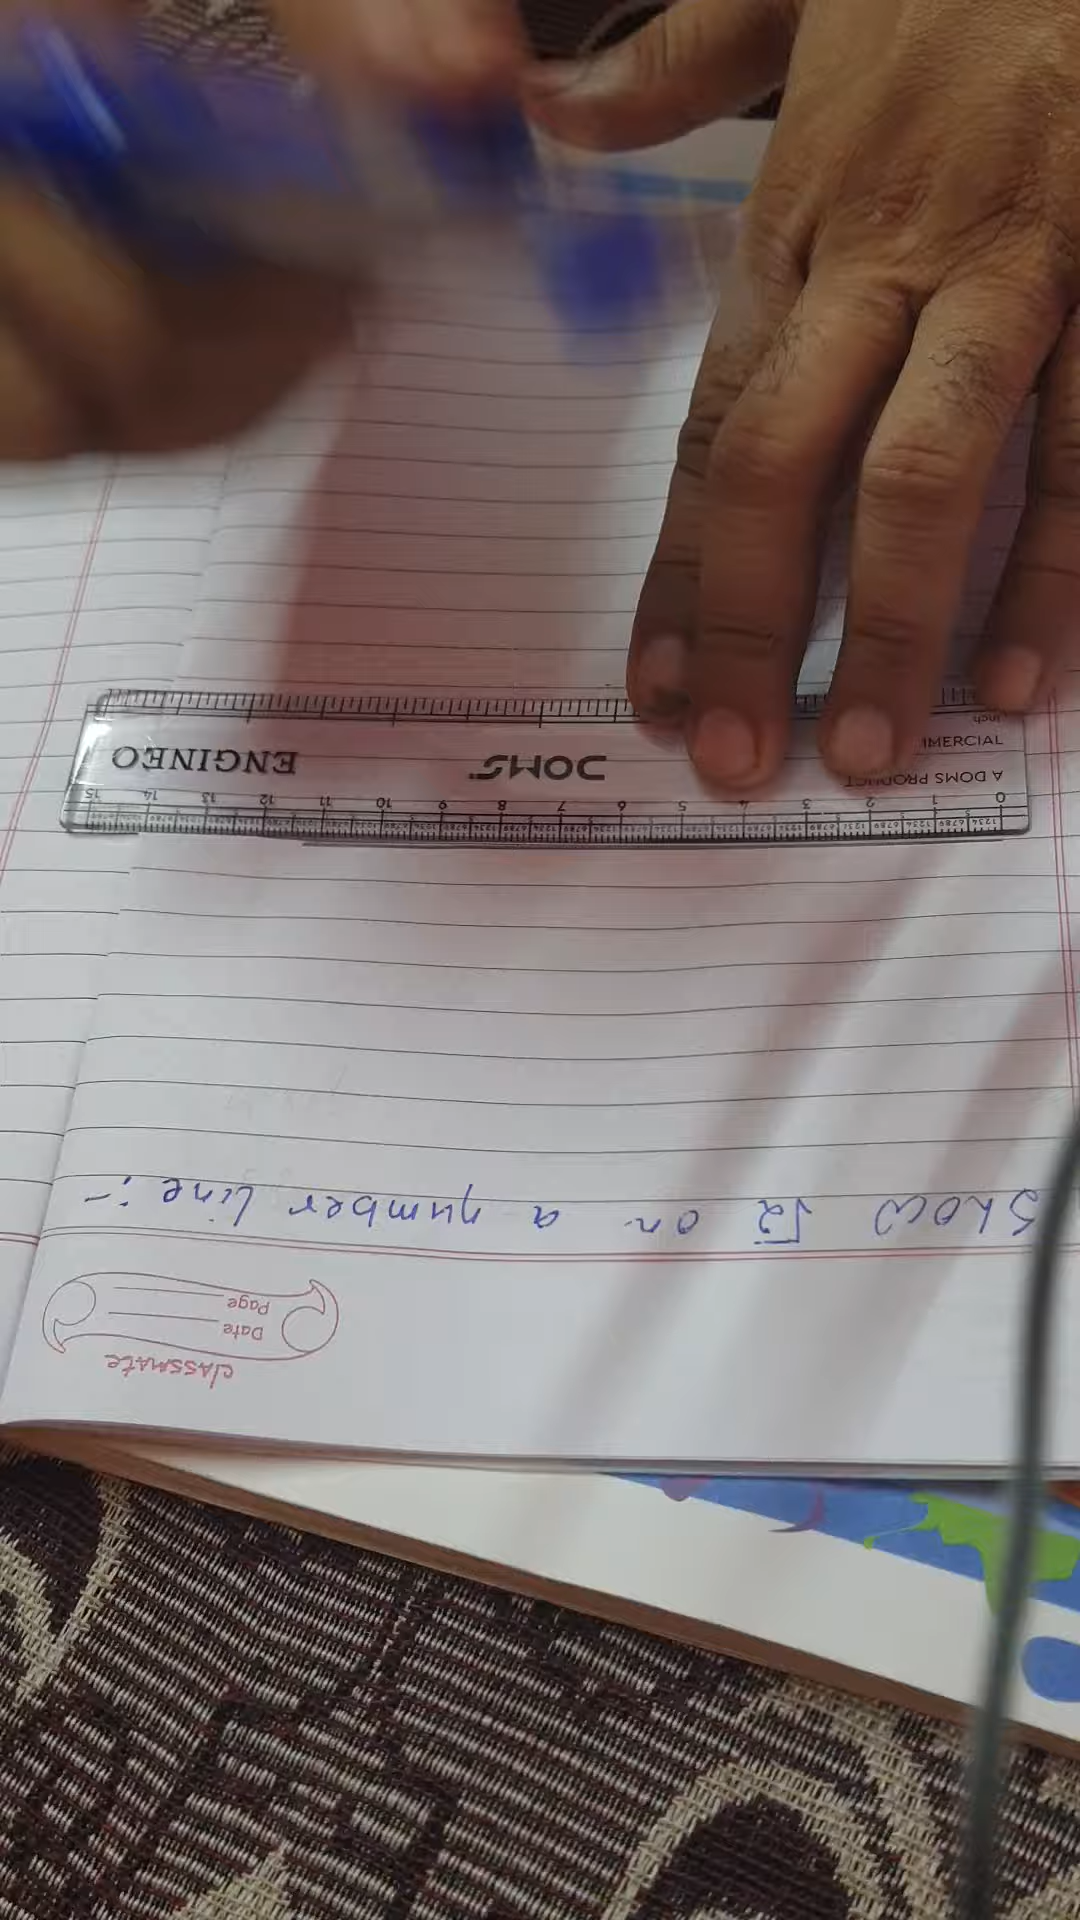 classmate
Date
Page
Show √2 on a number line :-
0 1 2 3 4 5 6 7 8 9 10 11 12 13 14 15
A DOMS PRODUCT
DOMS
ENGINEO
MERCIAL
inch